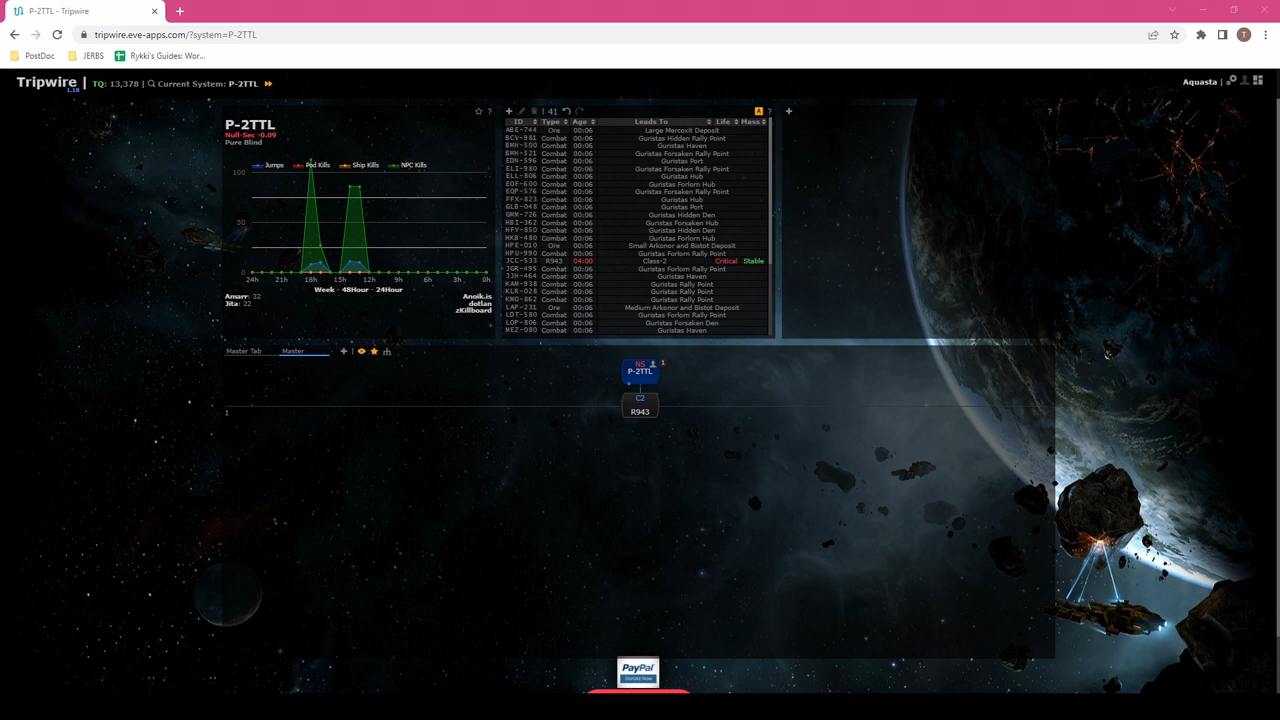 P-2TTL - Tripwire
tripwire.eve-apps.com/?system=P-2TTL
T
PostDoc JERBS Rykki's Guides: Wor...
Tripwire | TQ: 13,378 | Current System: P-2TTL
1.18
Aquasta |
P-2TTL
Null-Sec -0.09
Pure Blind
Jumps Pod Kills Ship Kills NPC Kills
100
50
0
24h 21h 18h 15h 12h 9h 6h 3h 0h
Week - 48Hour - 24Hour
Amarr: 32
Jita: 22
Anoik.is
dotlan
zKillboard
| 41 A ?
ID Type Age Leads To Life Mass
ABE-744 Ore 00:06 Large Mercoxit Deposit
BCV-981 Combat 00:06 Guristas Hidden Rally Point
BMH-500 Combat 00:06 Guristas Haven
BWH-521 Combat 00:06 Guristas Forsaken Rally Point
EDN-596 Combat 00:06 Guristas Port
ELI-980 Combat 00:06 Guristas Forsaken Rally Point
ELL-806 Combat 00:06 Guristas Hub
EOF-600 Combat 00:06 Guristas Forlorn Hub
EQP-576 Combat 00:06 Guristas Forsaken Rally Point
FFX-823 Combat 00:06 Guristas Hub
GLB-048 Combat 00:06 Guristas Port
GMM-726 Combat 00:06 Guristas Hidden Den
HBI-362 Combat 00:06 Guristas Forsaken Hub
HFY-850 Combat 00:06 Guristas Hidden Den
HKB-480 Combat 00:06 Guristas Forlorn Hub
HPE-010 Ore 00:06 Small Arkonor and Bistot Deposit
HPU-990 Combat 00:06 Guristas Forlorn Rally Point
JCC-533 R943 04:00 Class-2 Critical Stable
JGR-495 Combat 00:06 Guristas Forlorn Rally Point
JJH-464 Combat 00:06 Guristas Haven
KAM-938 Combat 00:06 Guristas Rally Point
KLR-028 Combat 00:06 Guristas Rally Point
KMO-862 Combat 00:06 Guristas Rally Point
LAP-231 Ore 00:06 Medium Arkonor and Bistot Deposit
LDT-580 Combat 00:06 Guristas Forlorn Rally Point
LOP-806 Combat 00:06 Guristas Forsaken Den
MEZ-080 Combat 00:06 Guristas Haven
Master Tab Master
NS 1
P-2TTL
C2
R943
1
PayPal
Donate Now